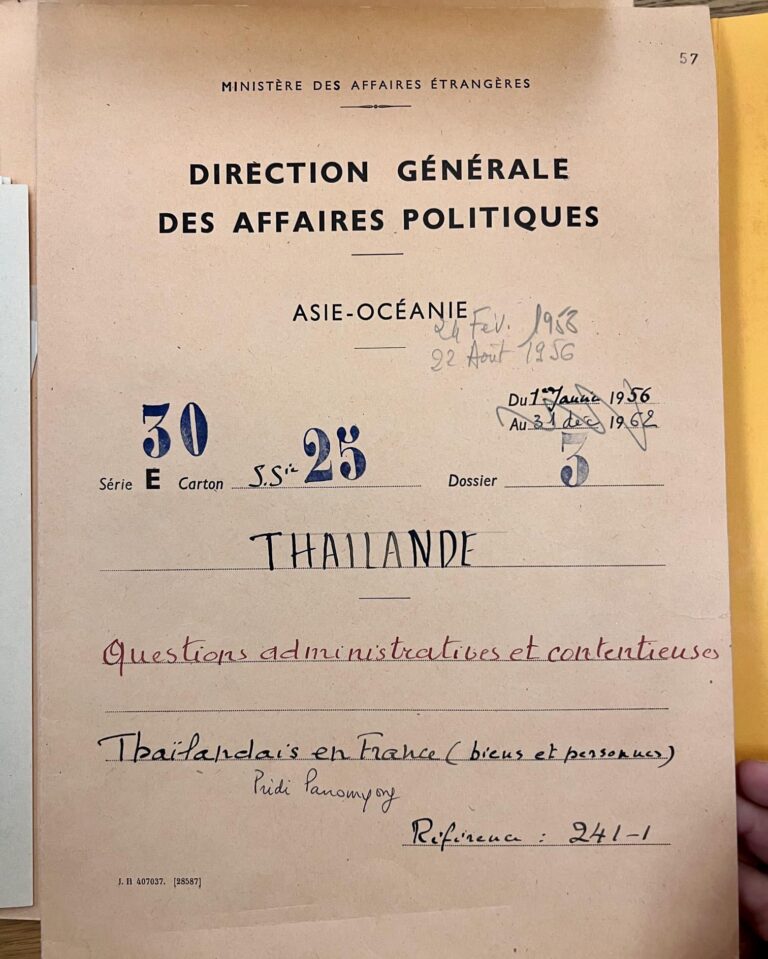 57
MINISTÈRE DES AFFAIRES ÉTRANGÈRES
DIRECTION GÉNÉRALE
DES AFFAIRES POLITIQUES
ASIE-OCÉANIE
24 Fév. 1958
22 Août 1956
Du 1er Janvier 1956
Au 31 dec 1962
30 25 3
Série E Carton S.Sie Dossier
THAILANDE
Questions administratives et contentieuses
Thaïlandais en France (biens et personnes)
Pridi Panomyong
Référence : 241-1
J. B 407037. [28587]